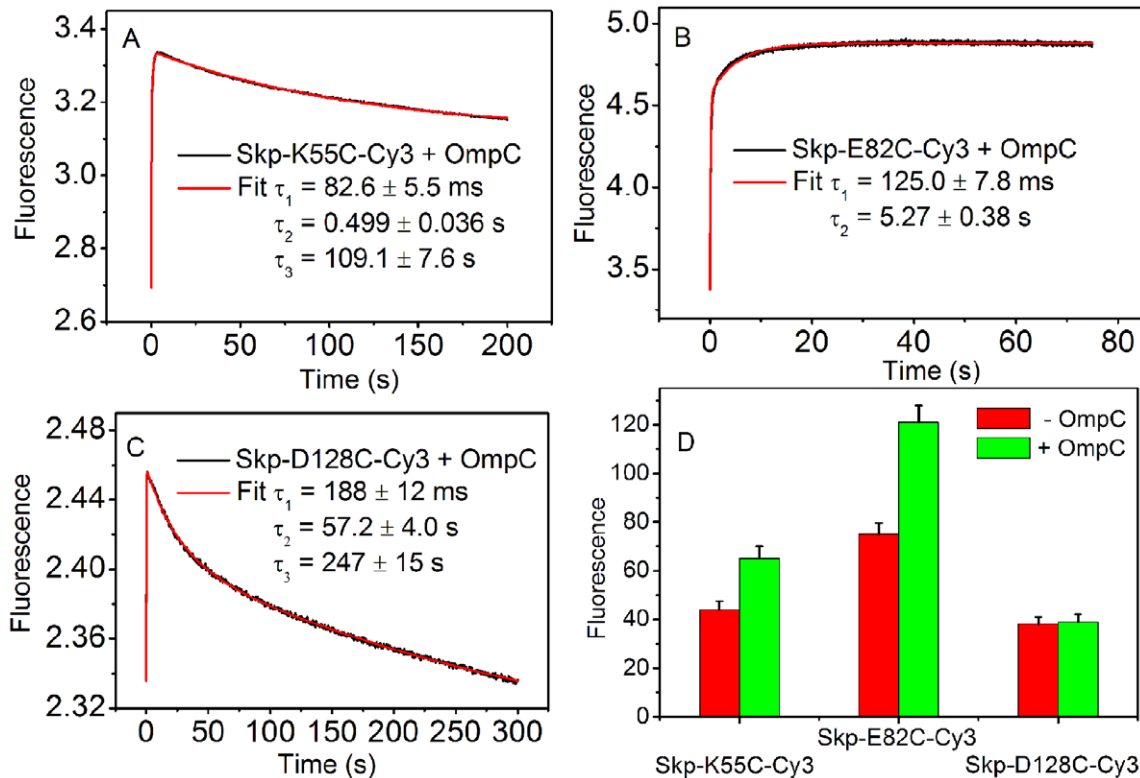 A
Fluorescence
3.4
3.2
3.0
2.8
2.6
Skp-K55C-Cy3 + OmpC
Fit τ1 = 82.6 ± 5.5 ms
τ2 = 0.499 ± 0.036 s
τ3 = 109.1 ± 7.6 s
0 50 100 150 200
Time (s)
B
Fluorescence
5.0
4.5
4.0
3.5
Skp-E82C-Cy3 + OmpC
Fit τ1 = 125.0 ± 7.8 ms
τ2 = 5.27 ± 0.38 s
0 20 40 60 80
Time (s)
C
Fluorescence
2.48
2.44
2.40
2.36
2.32
Skp-D128C-Cy3 + OmpC
Fit τ1 = 188 ± 12 ms
τ2 = 57.2 ± 4.0 s
τ3 = 247 ± 15 s
0 50 100 150 200 250 300
Time (s)
D
Fluorescence
120
100
80
60
40
20
0
- OmpC
+ OmpC
Skp-E82C-Cy3
Skp-K55C-Cy3 Skp-D128C-Cy3